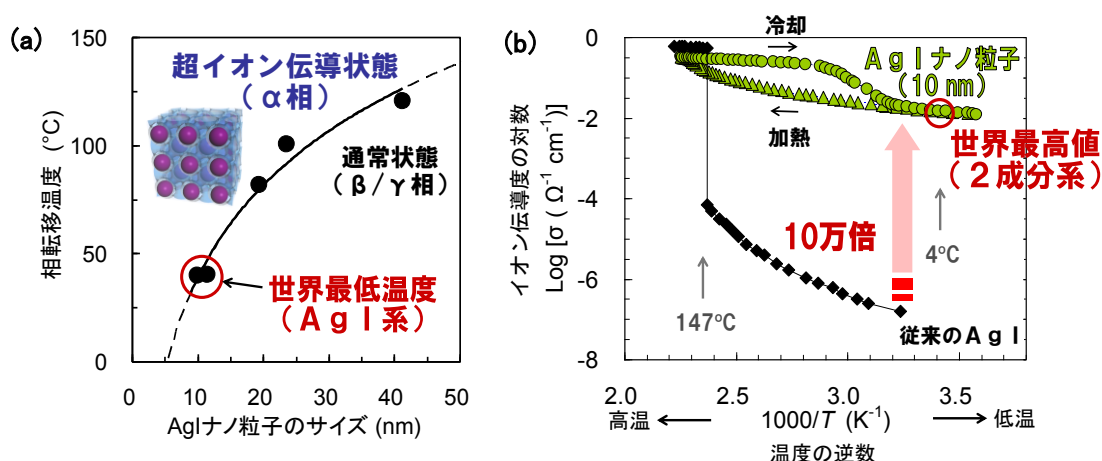 (a)
150
100
50
0
相転移温度 (°C)
超イオン伝導状態
（α相）
通常状態
（β/γ相）
世界最低温度
（ＡｇＩ系）
0
10
20
30
40
50
AgIナノ粒子のサイズ (nm)
(b)
冷却
0
-2
-4
-6
-8
イオン伝導度の対数
Log [σ ( Ω-1 cm-1)]
ＡｇＩナノ粒子
（10 nm）
加熱
世界最高値
（２成分系）
10万倍
4°C
147°C
従来のＡｇＩ
2.0
2.5
3.0
3.5
高温
1000/T (K-1)
低温
温度の逆数